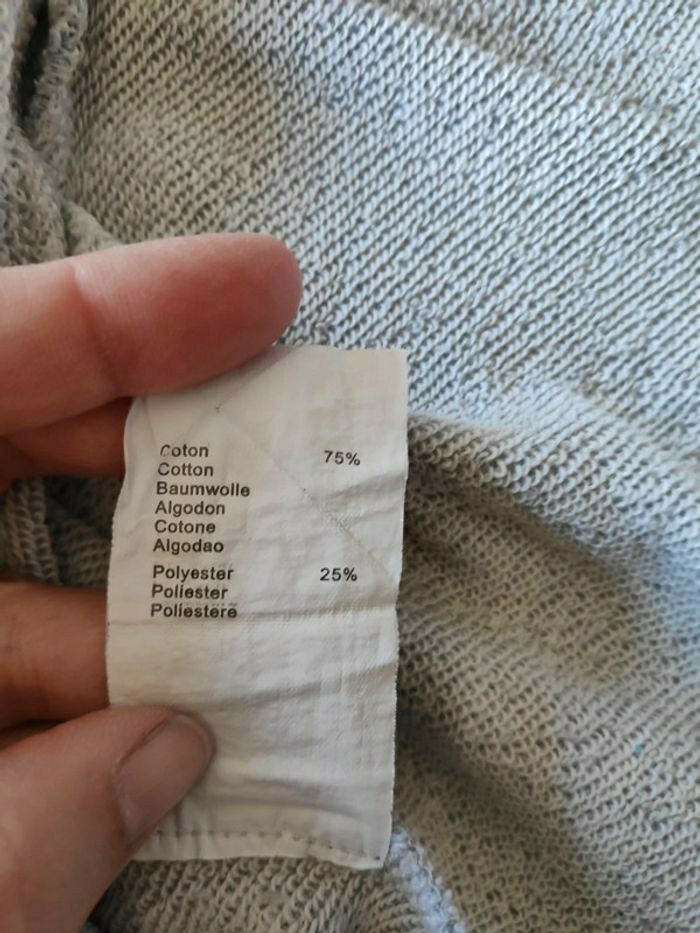 Coton 75%
Cotton
Baumwolle
Algodon
Cotone
Algodao
Polyester 25%
Poliester
Poliestere